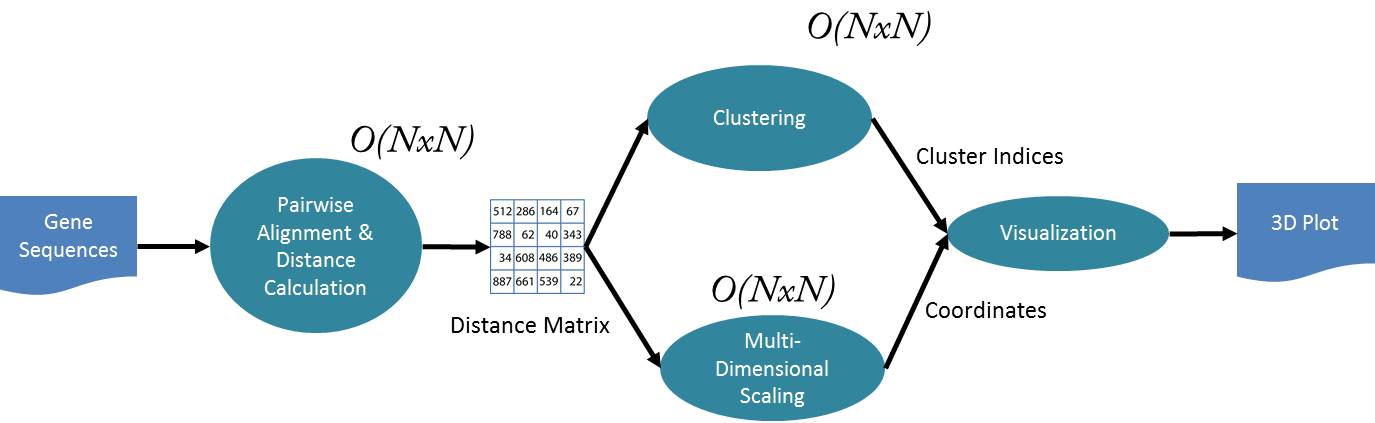 O(NxN)
O(NxN)
Clustering
Cluster Indices
Gene
Sequences
Pairwise
Alignment &
Distance
Calculation
512 286 164 67
788 62 40 343
34 608 486 389
887 661 539 22
Distance Matrix
O(NxN)
Multi-
Dimensional
Scaling
Coordinates
Visualization
3D Plot